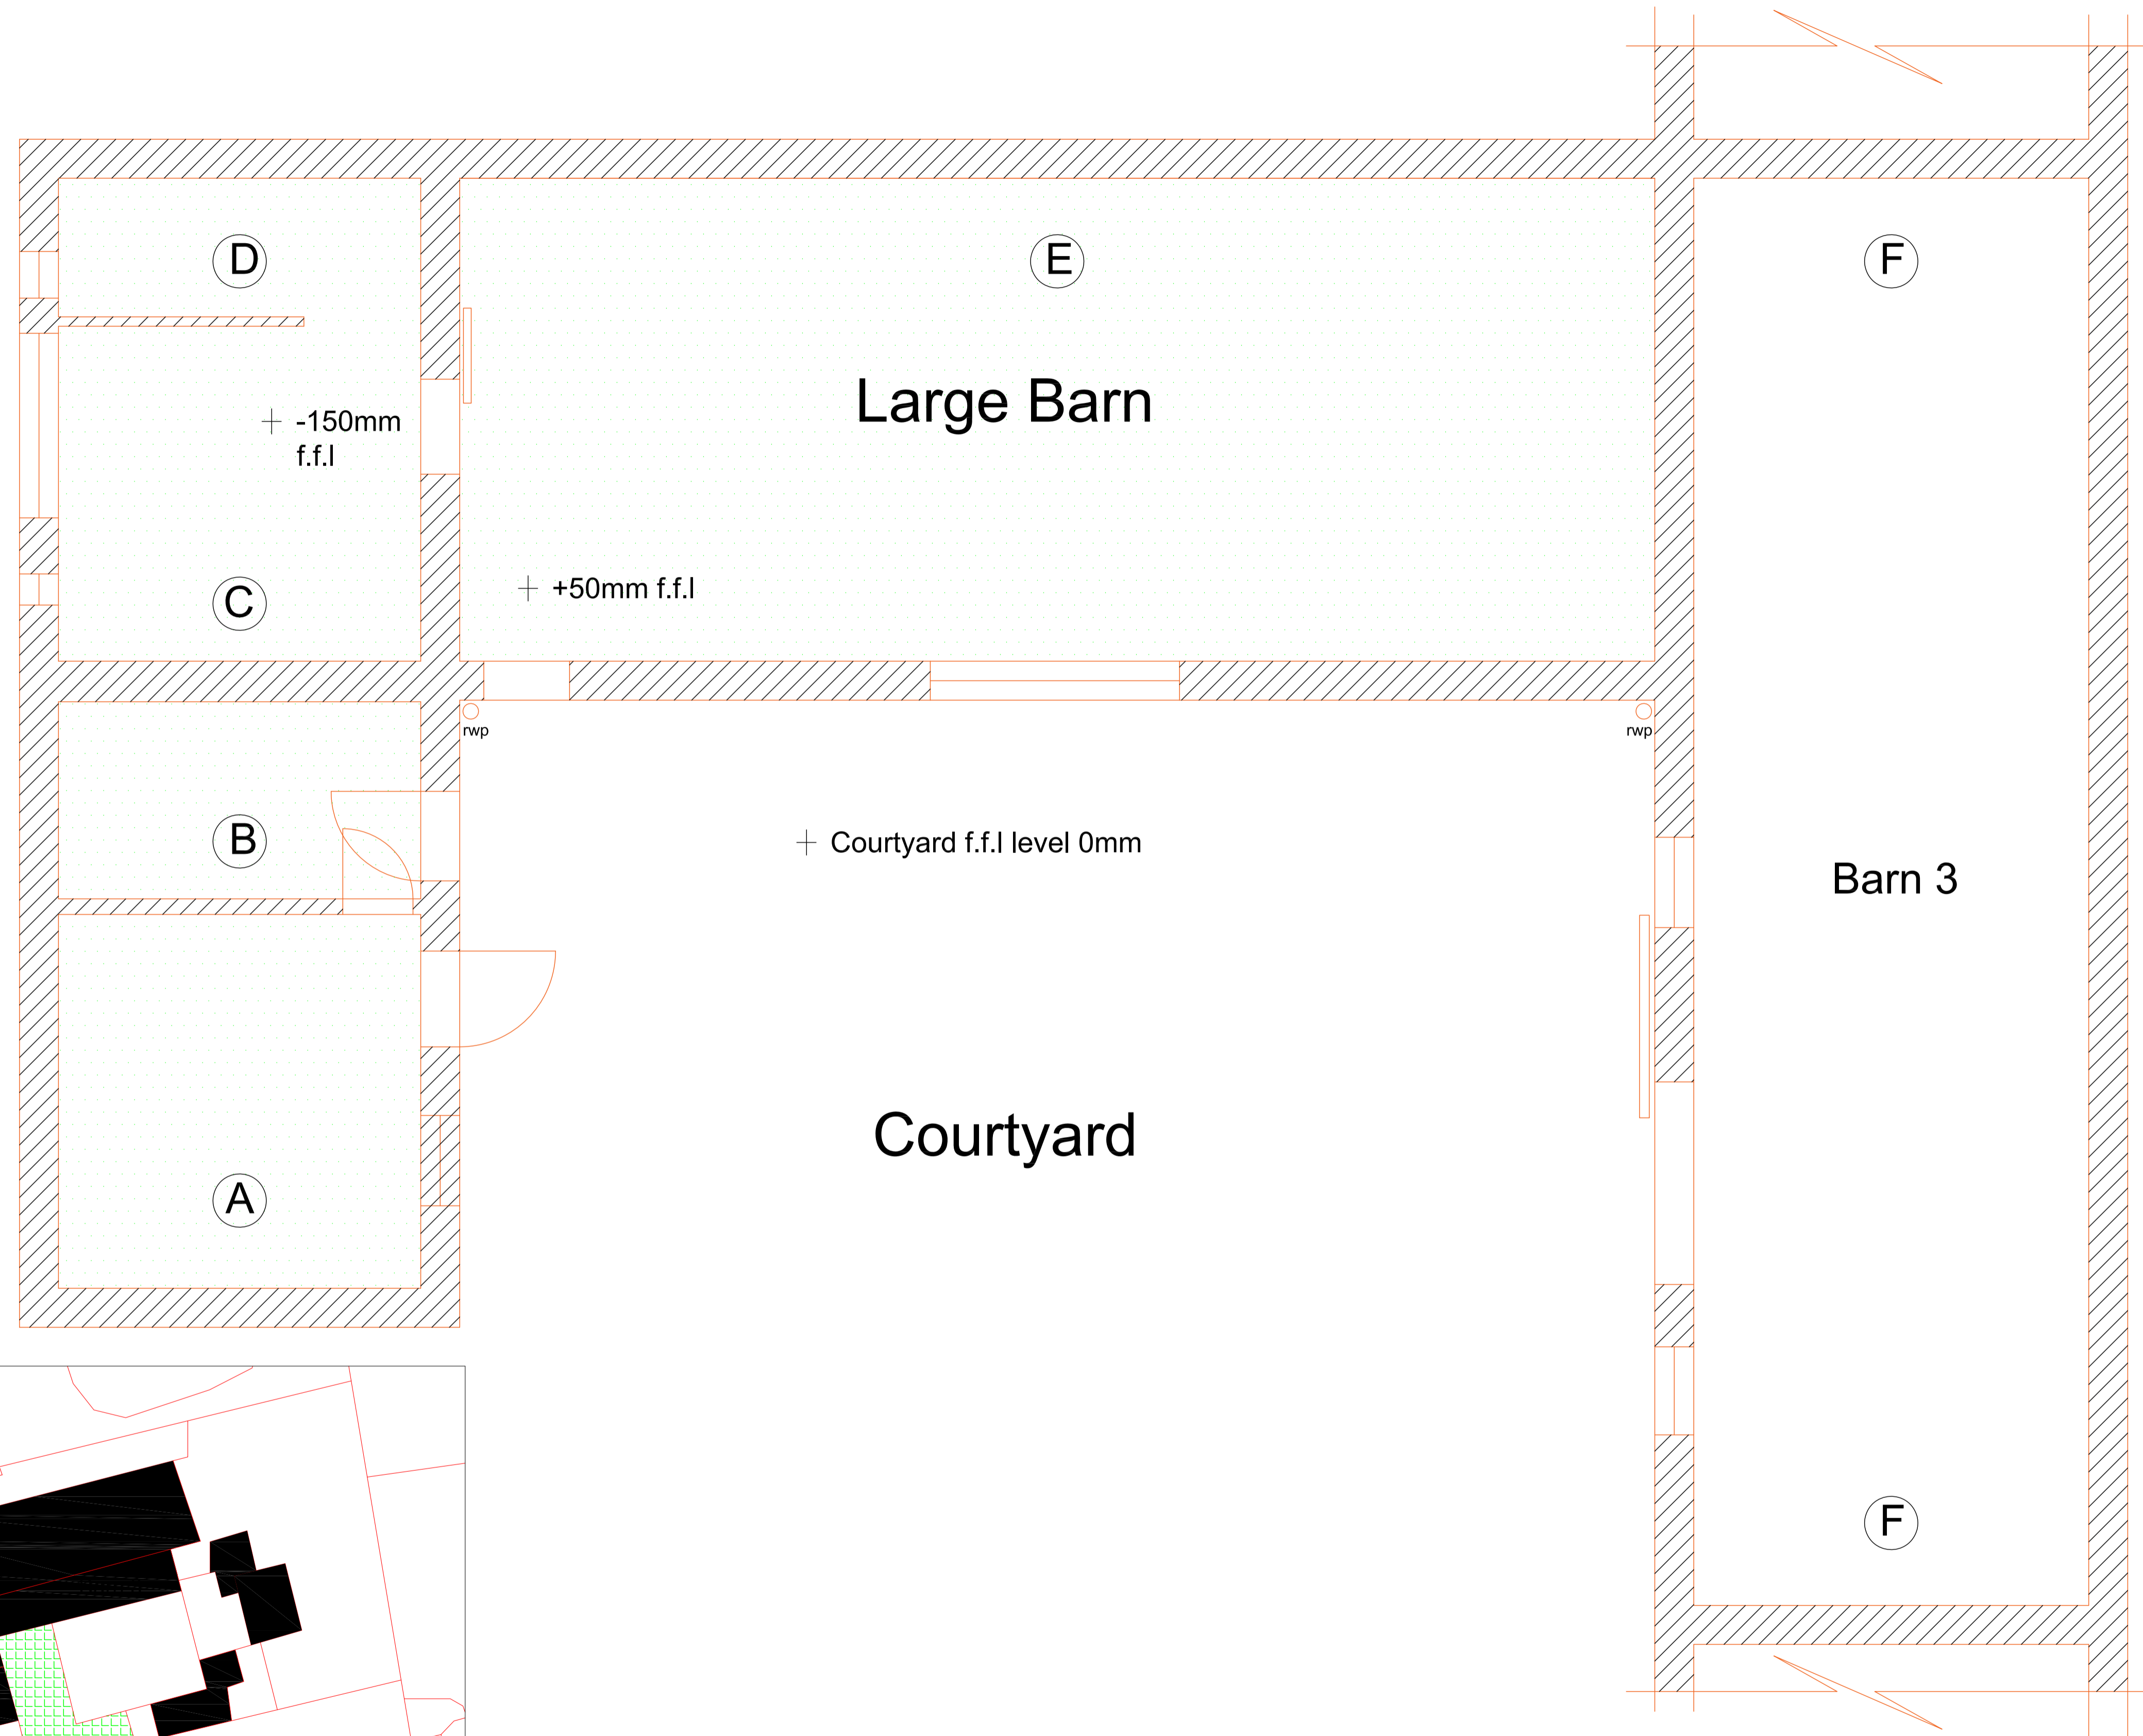 D
E
F
Large Barn
-150mm
f.f.l
+50mm f.f.l
C
rwp
rwp
B
Courtyard f.f.l level 0mm
Barn 3
Courtyard
A
F